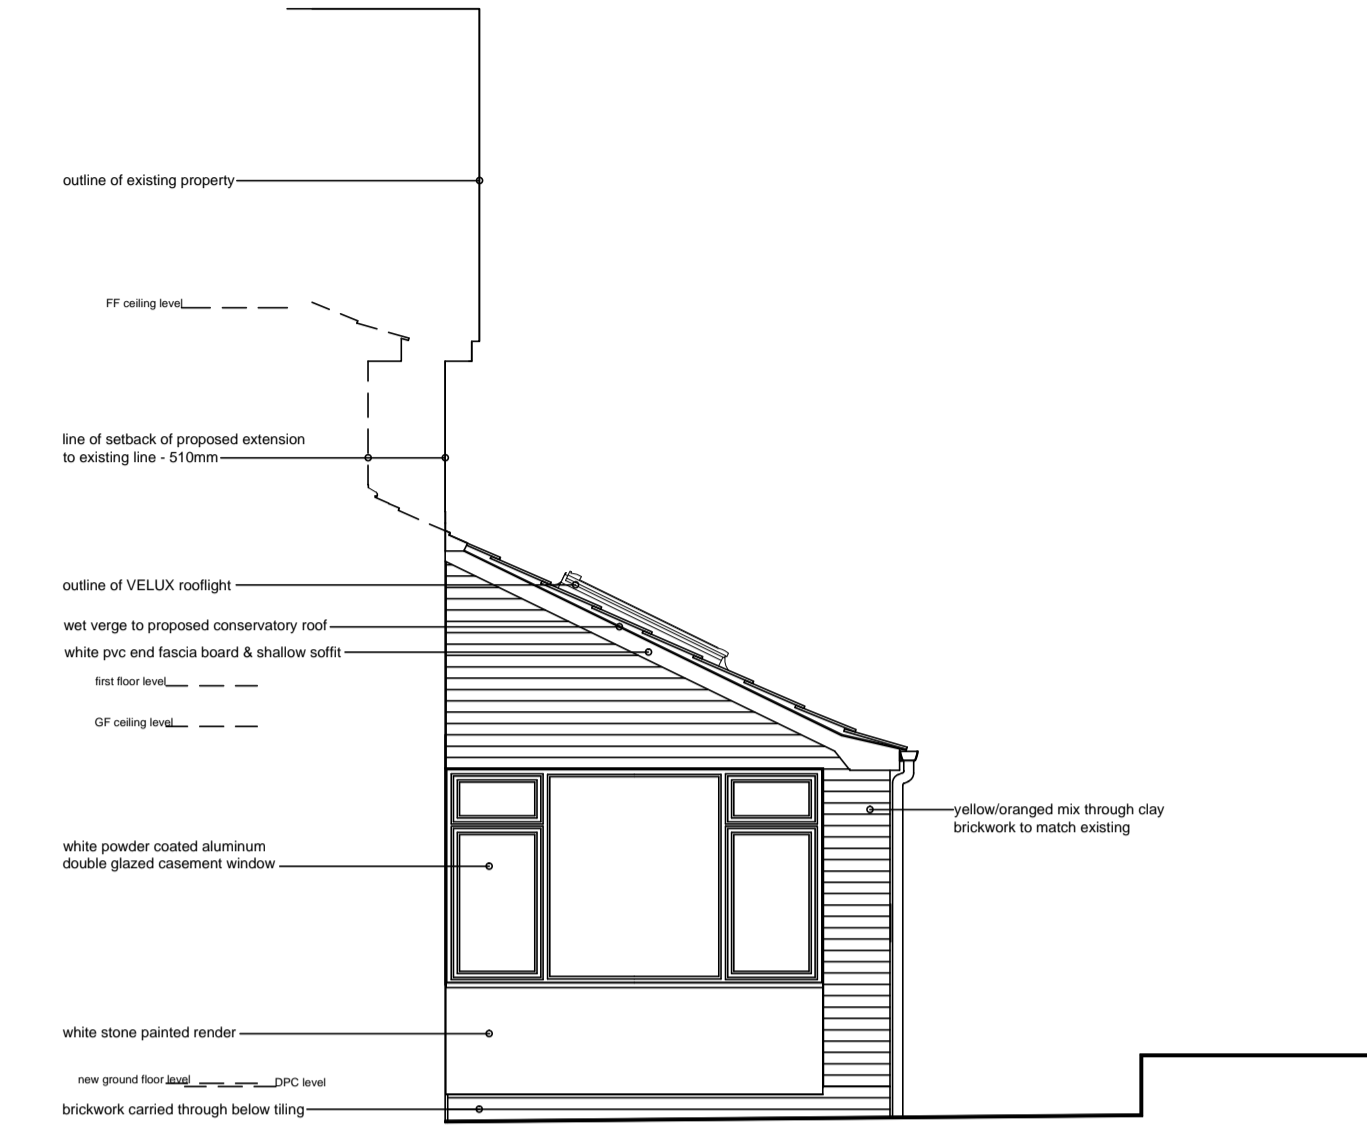 outline of existing property
FF ceiling level
line of setback of proposed extension
to existing line - 510mm
outline of VELUX rooflight
wet verge to proposed conservatory roof
white pvc end fascia board & shallow soffit
first floor level
GF ceiling level
yellow/oranged mix through clay
brickwork to match existing
white powder coated aluminum
double glazed casement window
white stone painted render
new ground floor level
DPC level
brickwork carried through below tiling